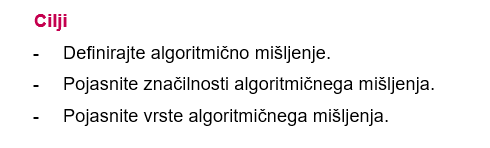 Cilji
- Definirajte algoritmično mišljenje.
- Pojasnite značilnosti algoritmičnega mišljenja.
- Pojasnite vrste algoritmičnega mišljenja.